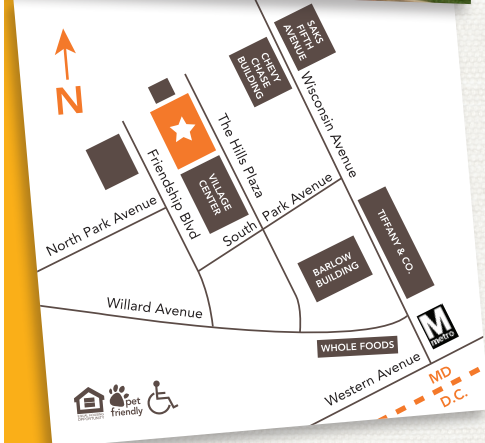 N
SAKS
FIFTH
AVENUE
CHEVY
CHASE
BUILDING
Wisconsin Avenue
The Hills Plaza
Friendship Blvd
VILLAGE
CENTER
North Park Avenue
South Park Avenue
TIFFANY & CO.
BARLOW
BUILDING
Willard Avenue
WHOLE FOODS
M
metro
Western Avenue
MD
D.C.
pet
friendly